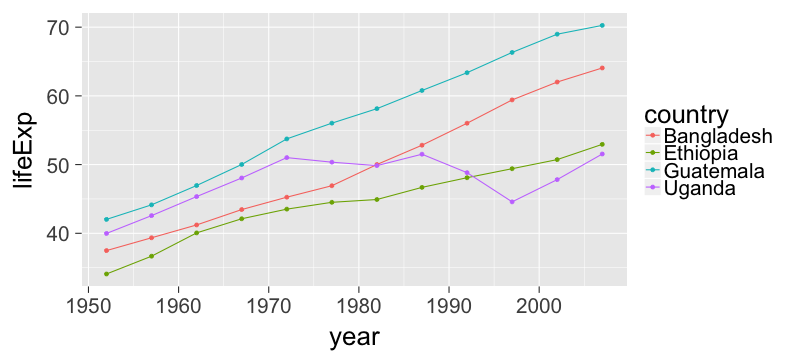 lifeExp
70
60
50
40
1950 1960 1970 1980 1990 2000
year
country
Bangladesh
Ethiopia
Guatemala
Uganda